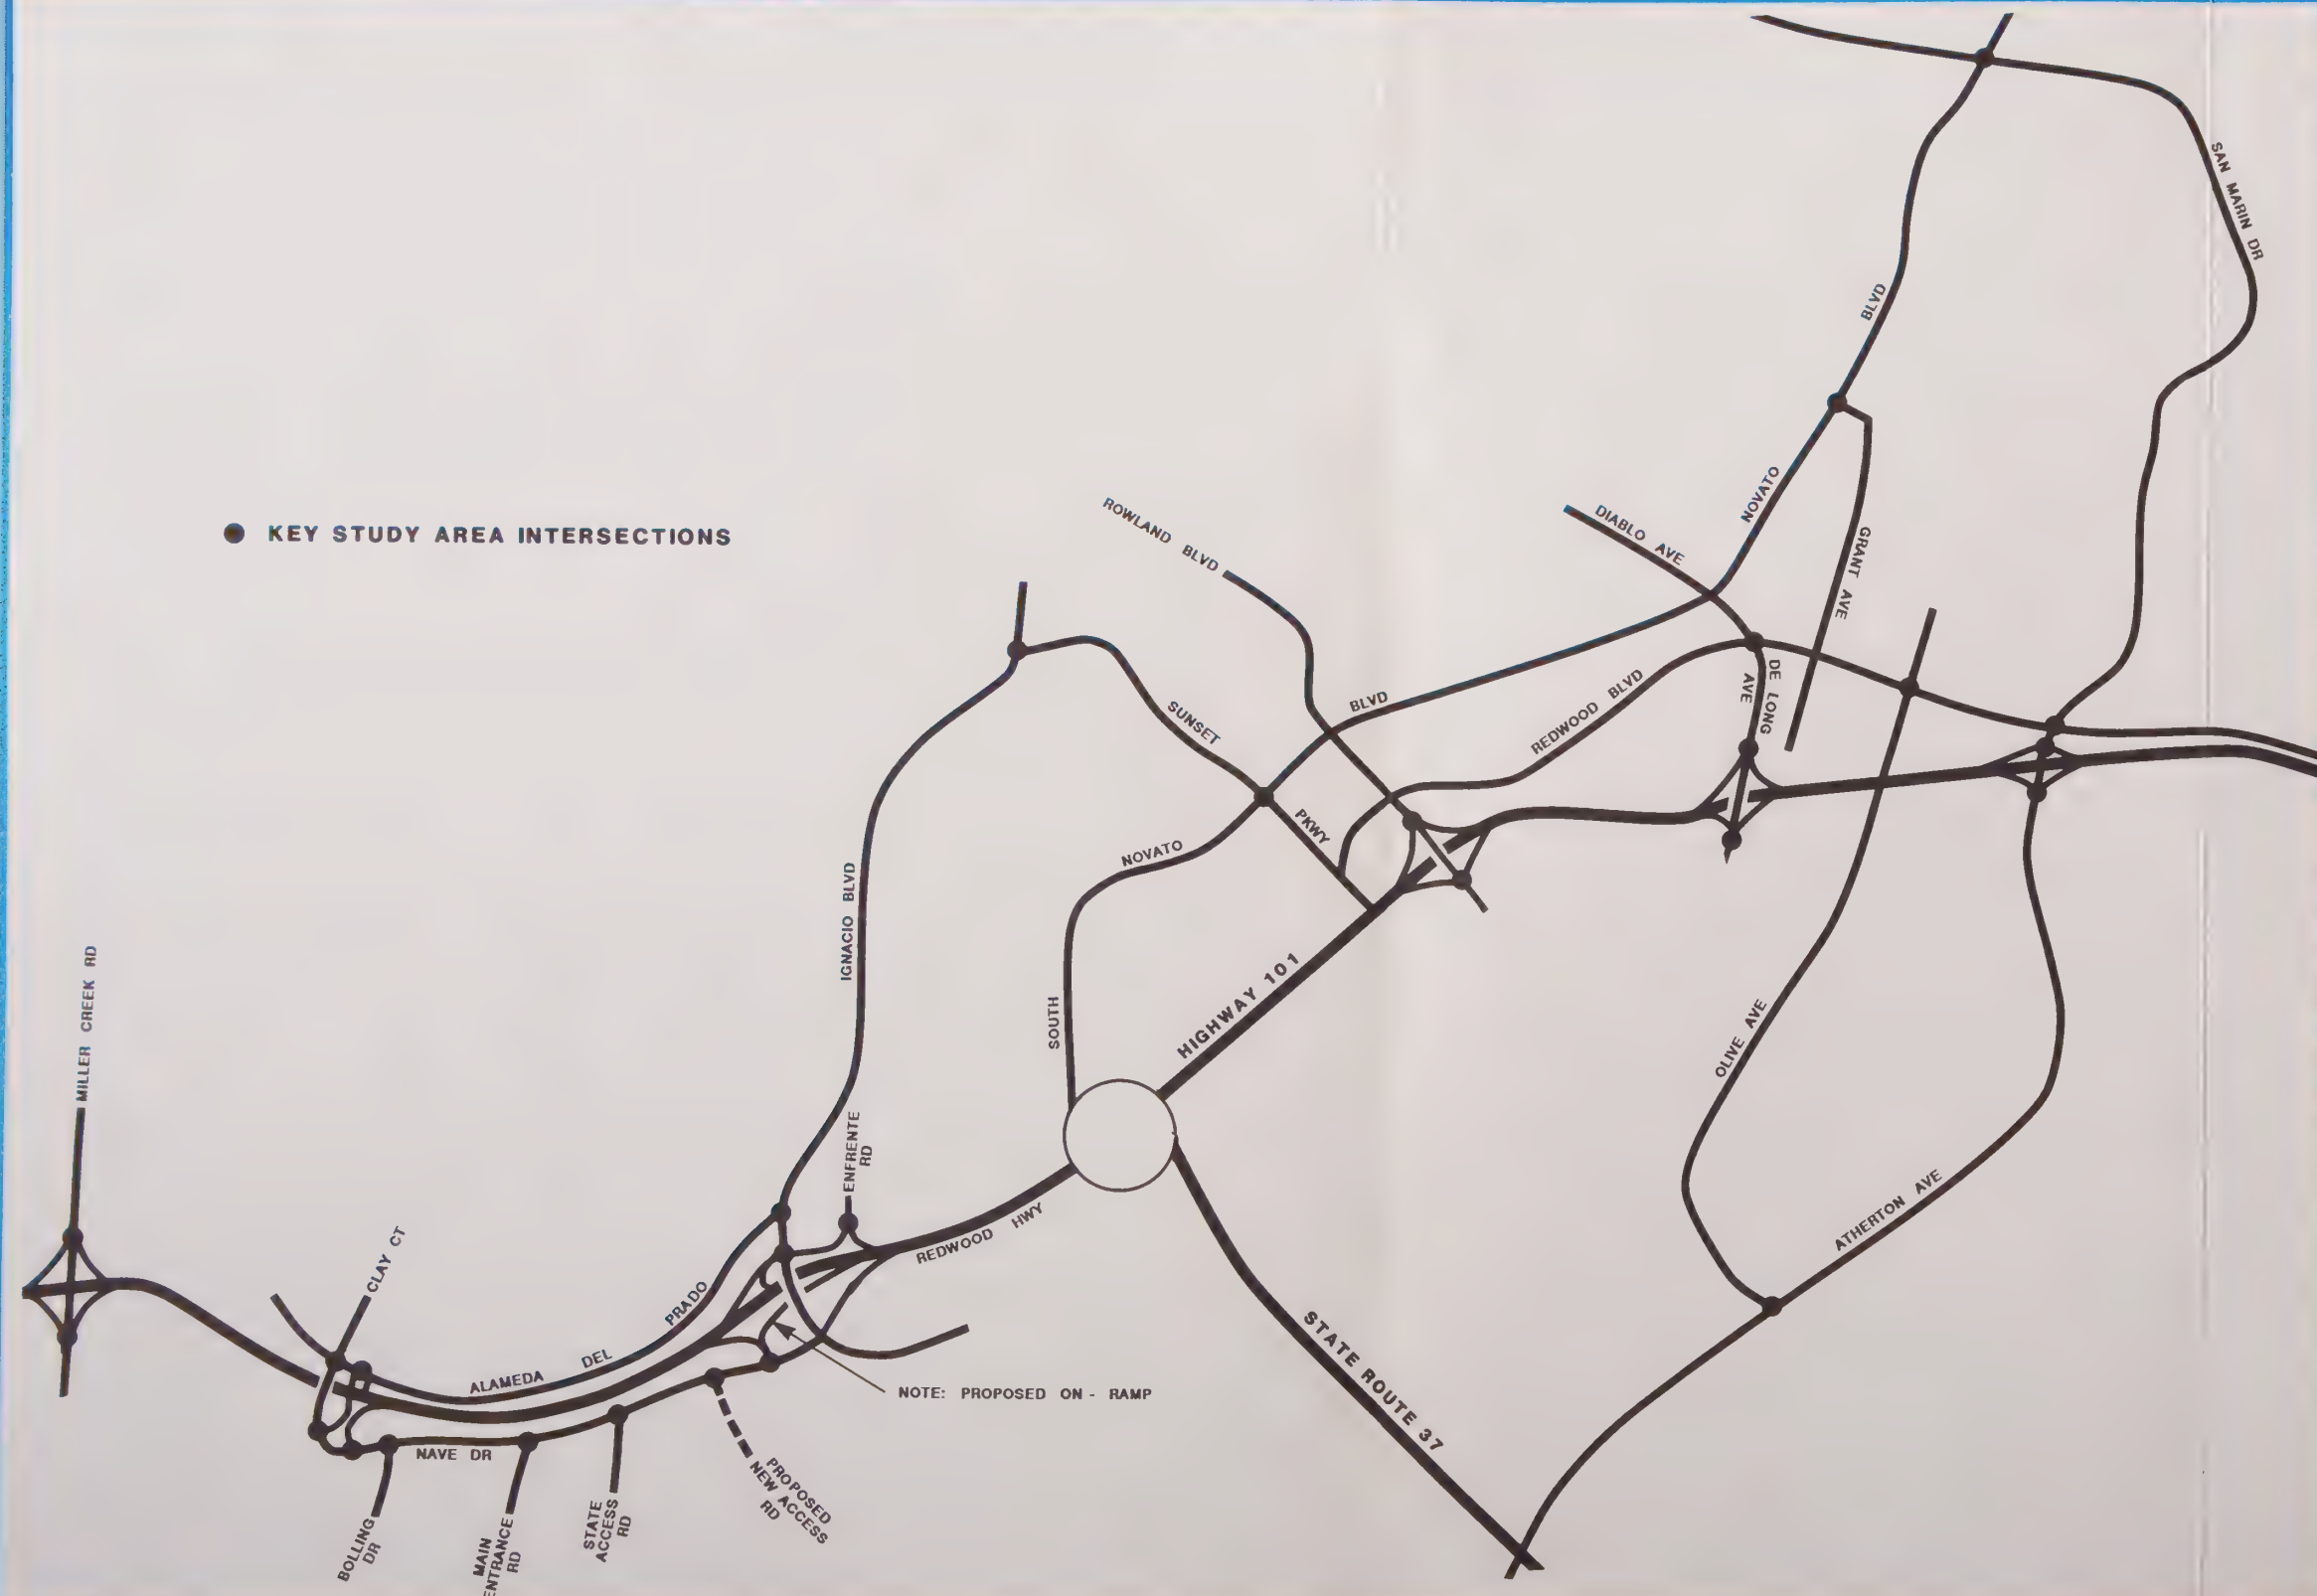 SAN MARIN DR
BLVD
NOVATO
GRANT AVE
DIABLO AVE
ROWLAND BLVD
KEY STUDY AREA INTERSECTIONS
DE LONG
AVE
BLVD
REDWOOD BLVD
SUNSET
PKWY
NOVATO
SOUTH
IGNACIO BLVD
MILLER CREEK RD
HIGHWAY 101
OLIVE AVE
ATHERTON AVE
ENFRENTE
RD
REDWOOD HWY
CLAY CT
PRADO
DEL
ALAMEDA
STATE ROUTE 37
NOTE: PROPOSED ON - RAMP
NAVE DR
PROPOSED
NEW ACCESS
RD
STATE
ACCESS
RD
MAIN
ENTRANCE
RD
BOLLING
DR